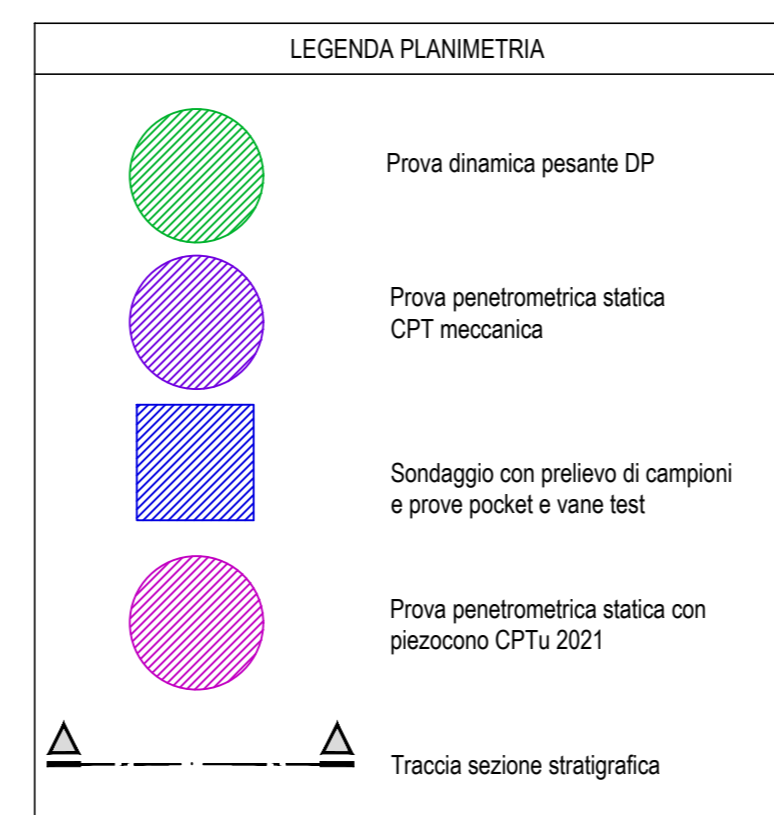 LEGENDA PLANIMETRIA
Prova dinamica pesante DP
Prova penetrometrica statica
CPT meccanica
Sondaggio con prelievo di campioni
e prove pocket e vane test
Prova penetrometrica statica con
piezocono CPTu 2021
Traccia sezione stratigrafica